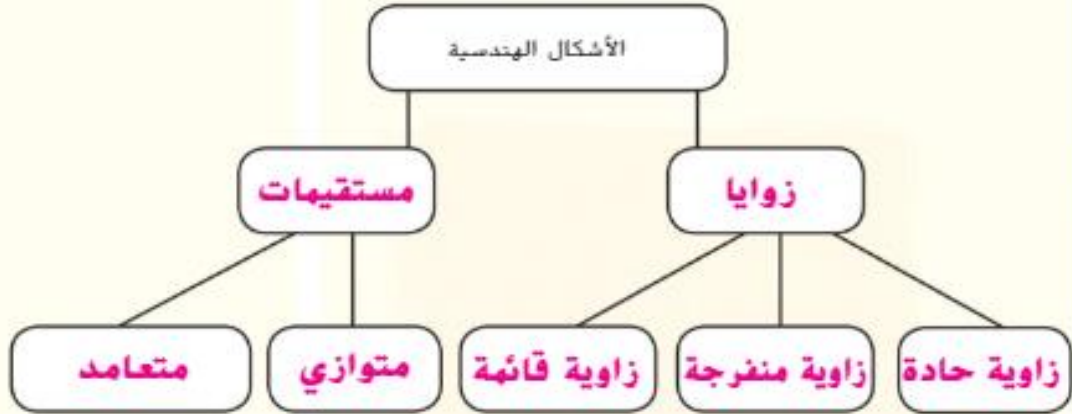 الأشكال الهندسية
زوايا
مستقيمات
زاوية حادة
زاوية منفرجة
زاوية قائمة
متوازي
متعامد